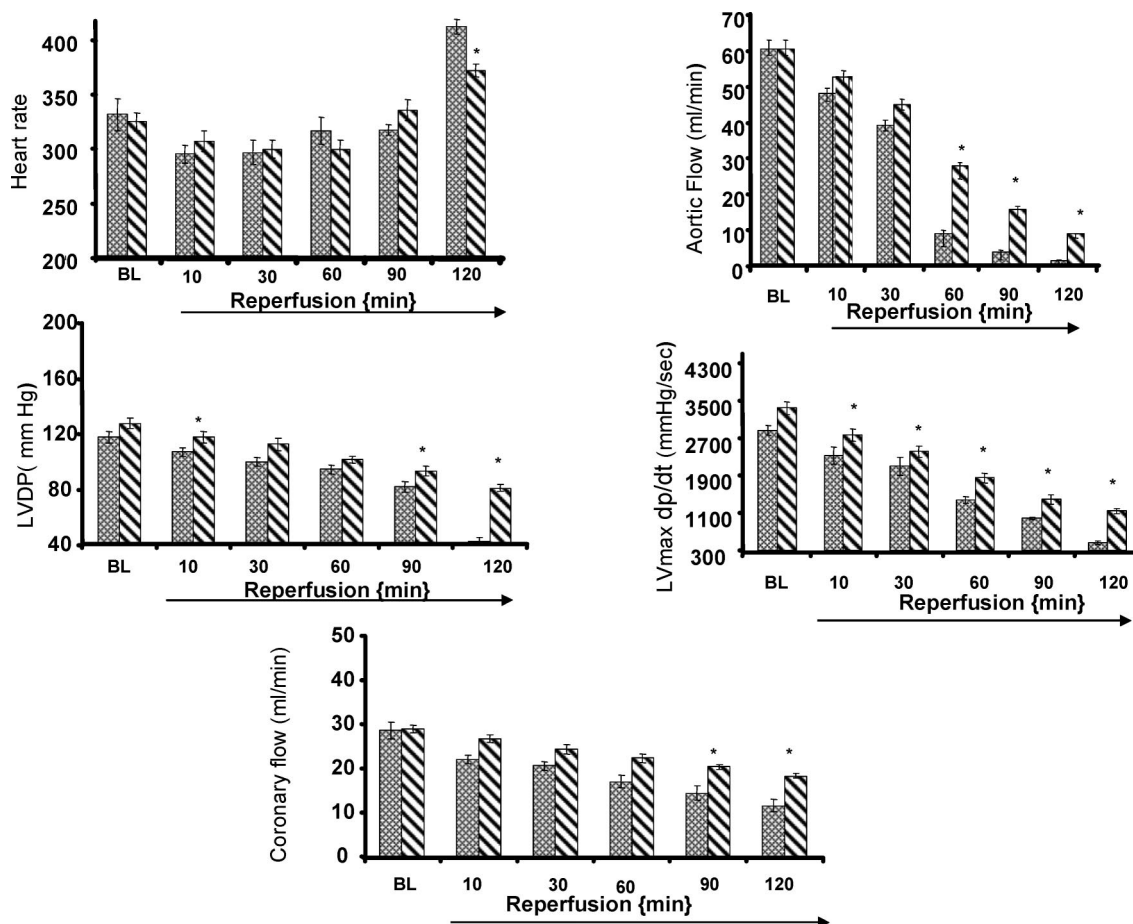 Heart rate
400
350
300
250
200
BL 10 30 60 90 120
Reperfusion {min}
*
Aortic Flow (ml/min)
70
60
50
40
30
20
10
0
BL 10 30 60 90 120
Reperfusion {min}
* * *
LVDP( mm Hg)
200
160
120
80
40
BL 10 30 60 90 120
Reperfusion {min}
* * *
LVmax dp/dt (mmHg/sec)
4300
3500
2700
1900
1100
300
BL 10 30 60 90 120
Reperfusion {min}
* * * * *
Coronary flow (ml/min)
50
40
30
20
10
0
BL 10 30 60 90 120
Reperfusion {min}
* *